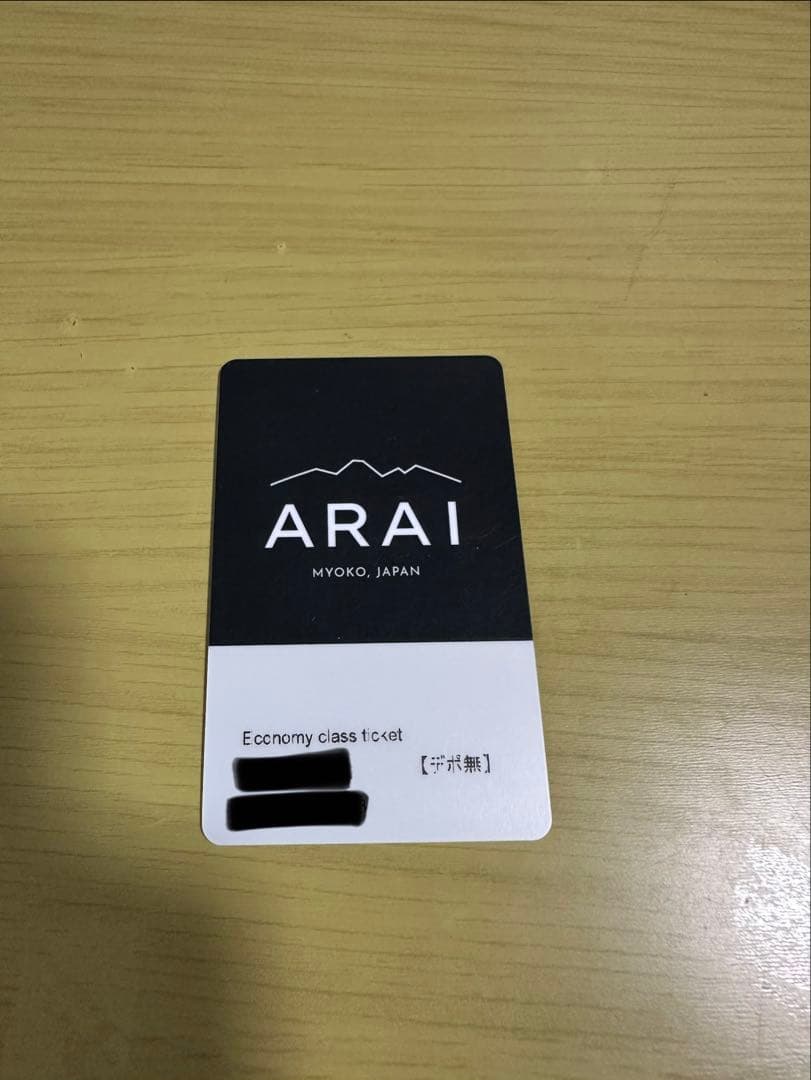 ARAI
MYOKO, JAPAN
Economy class ticket
【デポ無】